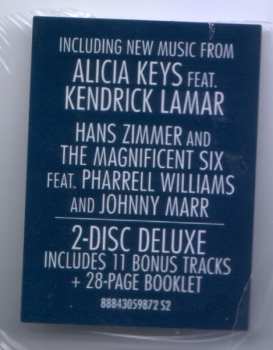 INCLUDING NEW MUSIC FROM
ALICIA KEYS FEAT.
KENDRICK LAMAR
HANS ZIMMER AND
THE MAGNIFICENT SIX
FEAT. PHARRELL WILLIAMS
AND JOHNNY MARR
2-DISC DELUXE
INCLUDES 11 BONUS TRACKS
+ 28-PAGE BOOKLET
88843059872 S2